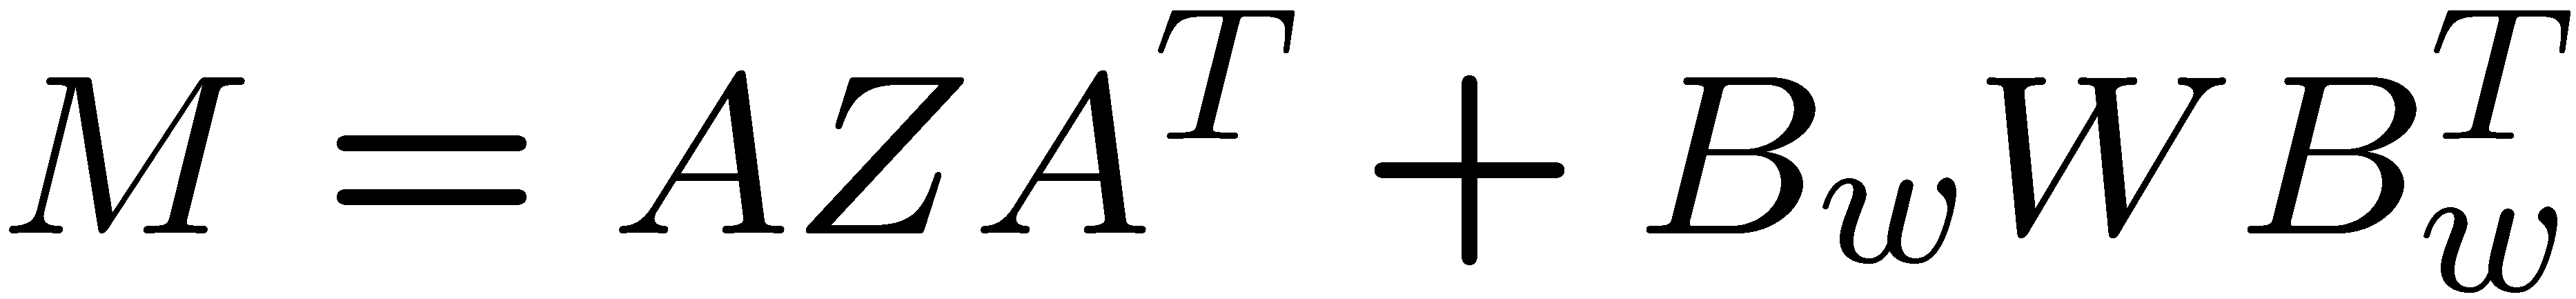 M = AZA^T + B_w W B_w^T